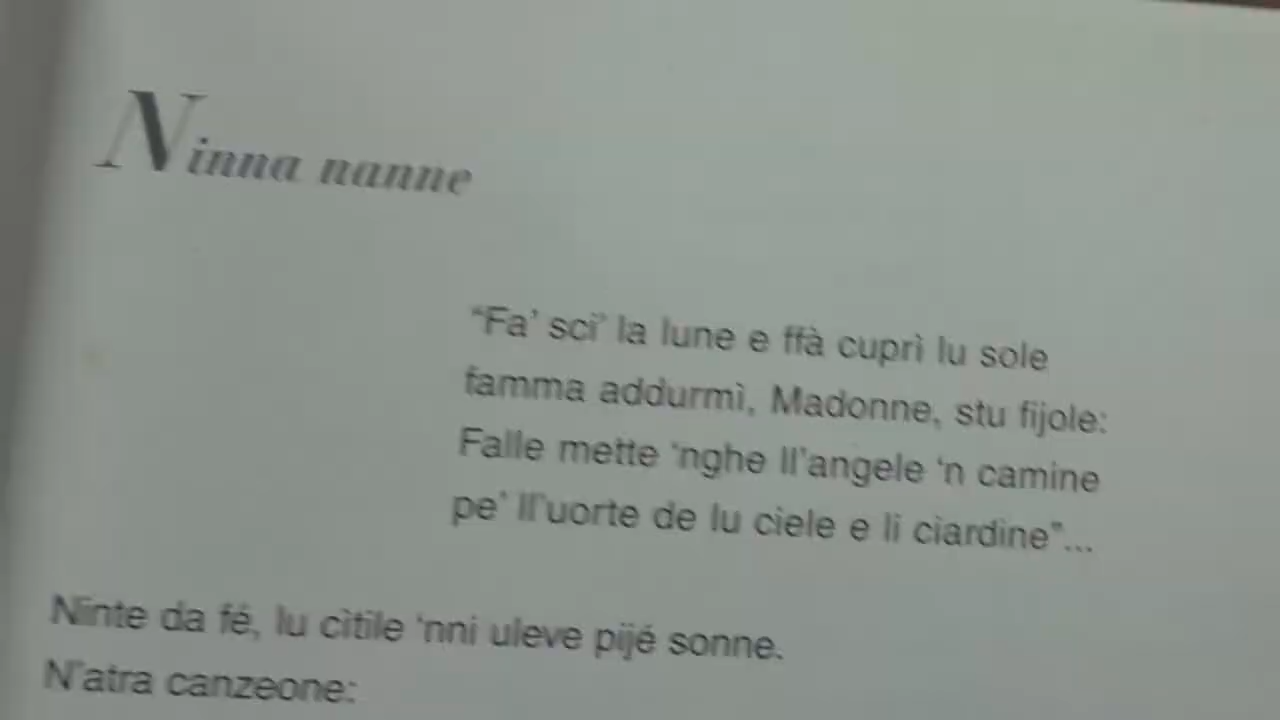 Ninna nanne
“Fa’ sci’ la lune e ffà cuprì lu sole
famma addurmì, Madonne, stu fijole:
Falle mette ‘nghe ll’angele ‘n camine
pe’ ll’uorte de lu ciele e li ciardine”...
Nìnte da fé, lu cìtile ‘nni uleve pijé sonne.
N’atra canzeone: